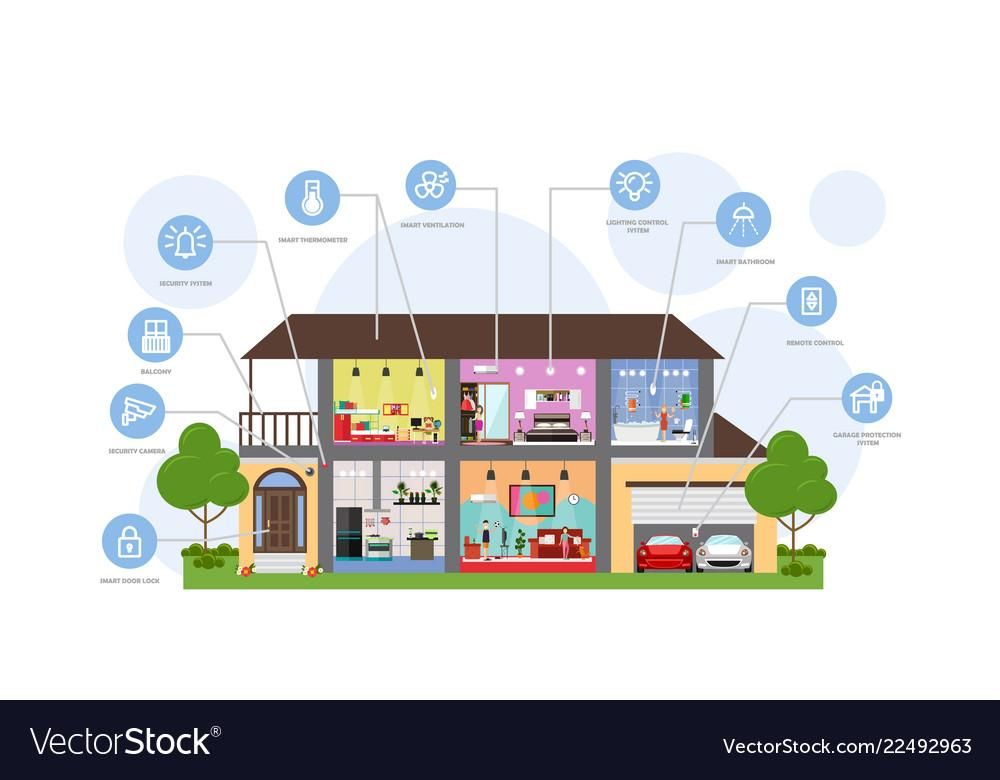 SMART THERMOMETER
SMART VENTILATION
LIGHTING CONTROL
SYSTEM
SMART BATHROOM
SECURITY SYSTEM
REMOTE CONTROL
BALCONY
GARAGE PROTECTION
SYSTEM
SECURITY CAMERA
SMART DOOR LOCK
VectorStock®
VectorStock.com/22492963